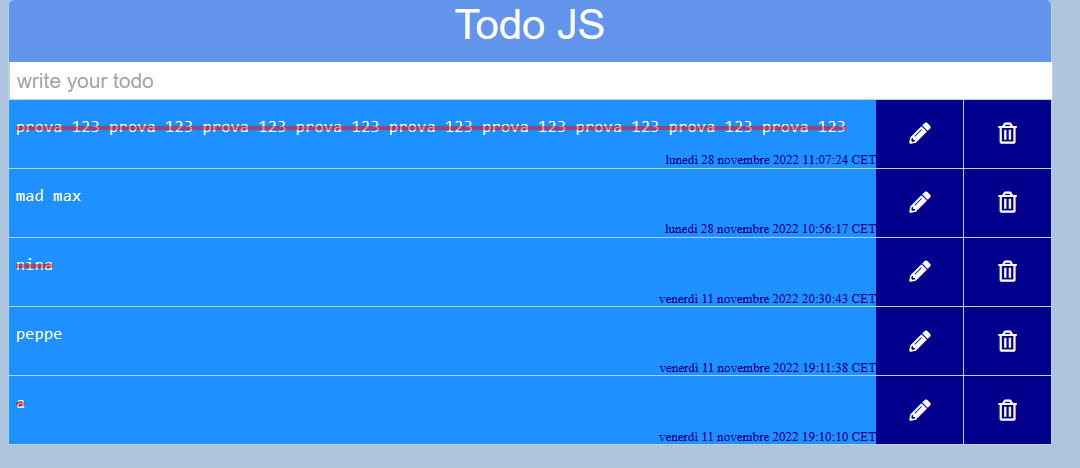 Todo JS
write your todo
prova 123 prova 123 prova 123 prova 123 prova 123 prova 123 prova 123 prova 123 prova 123
lunedì 28 novembre 2022 11:07:24 CET
mad max
lunedì 28 novembre 2022 10:56:17 CET
nina
venerdì 11 novembre 2022 20:30:43 CET
peppe
venerdì 11 novembre 2022 19:11:38 CET
a
venerdì 11 novembre 2022 19:10:10 CET